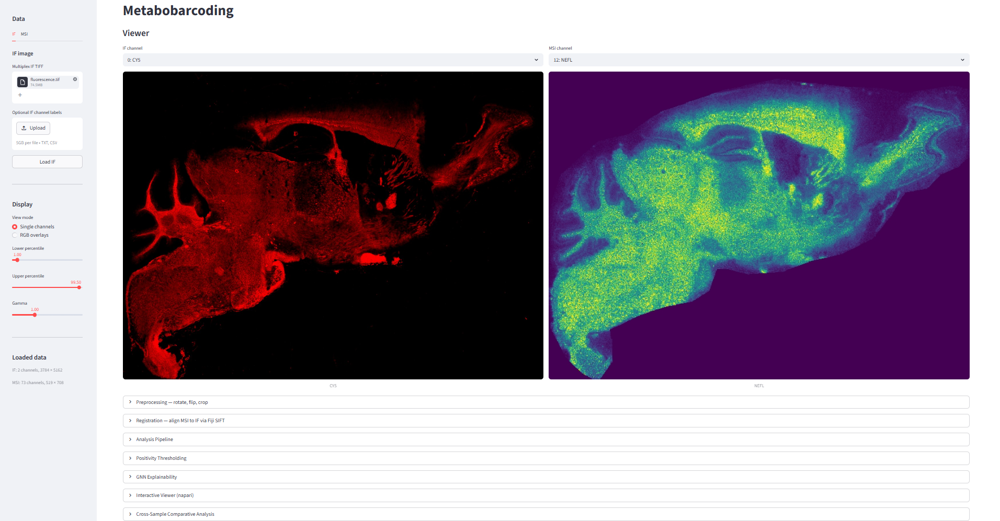 Data
IF MSI
IF image
Multiplex IF TIFF
fluorescence.tif
74.5MB
+
Optional IF channel labels
Upload
5GB per file • TXT, CSV
Load IF
Display
View mode
Single channels
RGB overlays
Lower percentile
1.00
Upper percentile
99.50
Gamma
1.00
Loaded data
IF: 2 channels, 3784 × 5162
MSI: 73 channels, 519 × 708
Metabobarcoding
Viewer
IF channel
0: CY5
MSI channel
12: NEFL
CY5
NEFL
Preprocessing — rotate, flip, crop
Registration — align MSI to IF via Fiji SIFT
Analysis Pipeline
Positivity Thresholding
GNN Explainability
Interactive Viewer (napari)
Cross-Sample Comparative Analysis